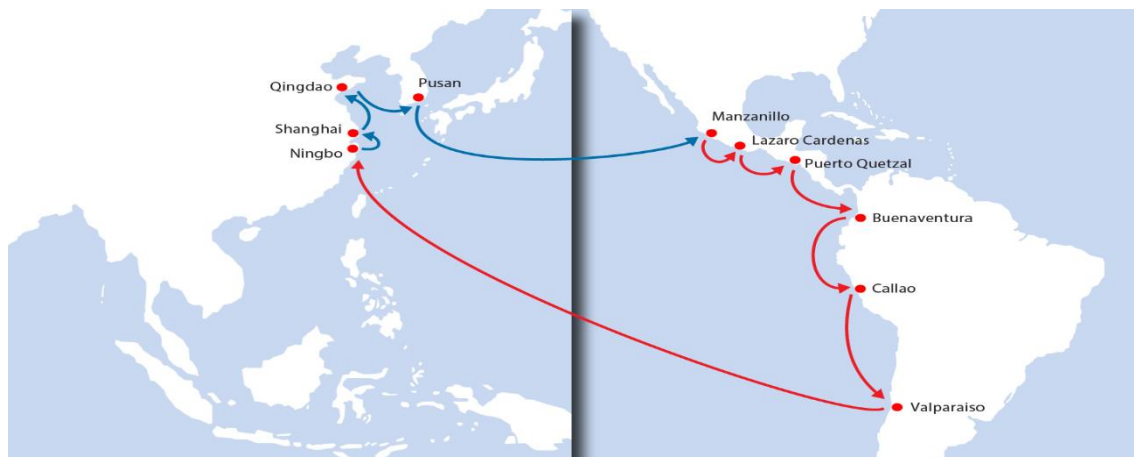 Qingdao
Pusan
Shanghai
Ningbo
Manzanillo
Lazaro Cardenas
Puerto Quetzal
Buenaventura
Callao
Valparaiso